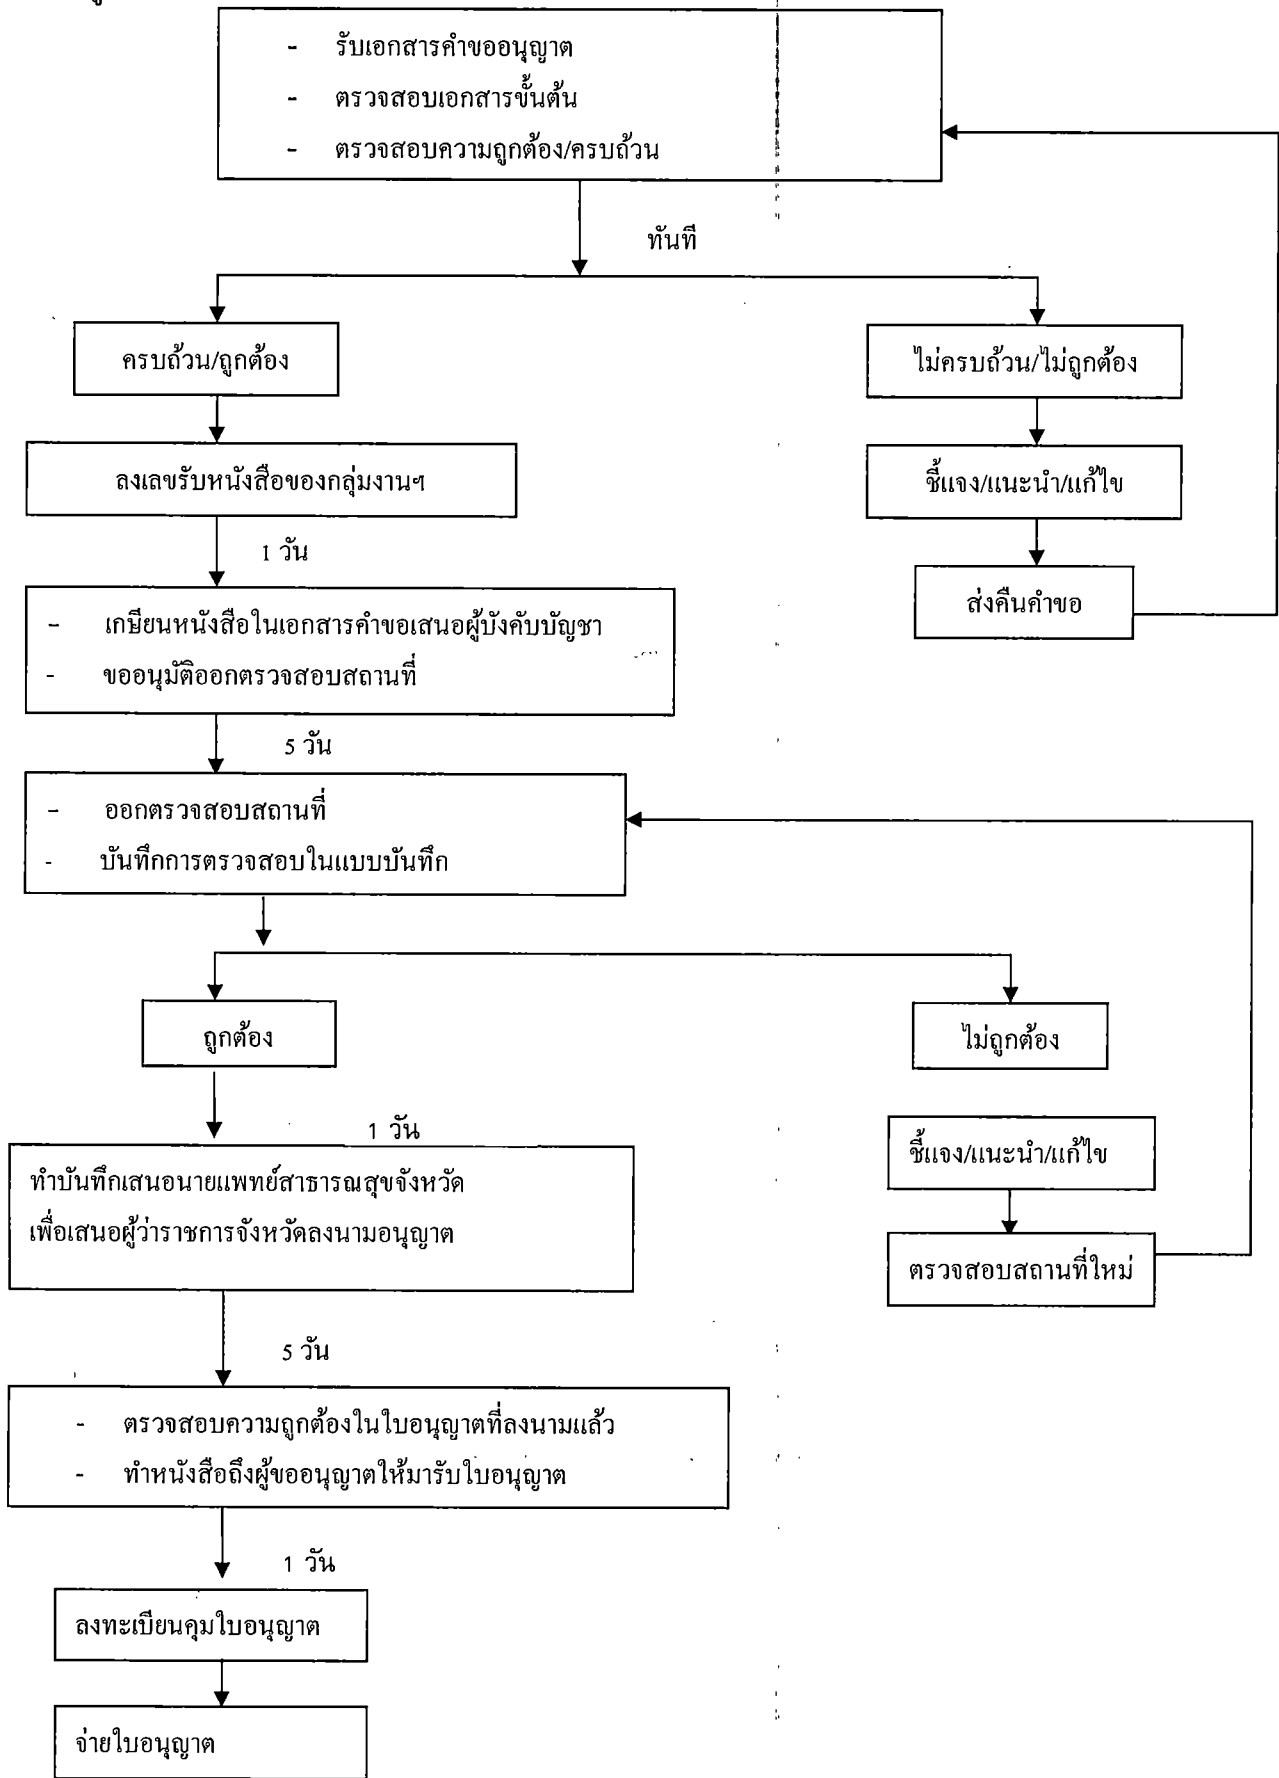 - รับเอกสารคำขออนุญาต
- ตรวจสอบเอกสารขั้นต้น
- ตรวจสอบความถูกต้อง/ครบถ้วน
ทันที
ครบถ้วน/ถูกต้อง
ไม่ครบถ้วน/ไม่ถูกต้อง
ลงเลขรับหนังสือของกลุ่มงานฯ
ชี้แจง/แนะนำ/แก้ไข
1 วัน
ส่งคืนคำขอ
- เกษียนหนังสือในเอกสารคำขอเสนอผู้บังคับบัญชา
- ขออนุมัติออกตรวจสอบสถานที่
5 วัน
- ออกตรวจสอบสถานที่
- บันทึกการตรวจสอบในแบบบันทึก
ถูกต้อง
ไม่ถูกต้อง
1 วัน
ชี้แจง/แนะนำ/แก้ไข
ทำบันทึกเสนอนายแพทย์สาธารณสุขจังหวัด
เพื่อเสนอผู้ว่าราชการจังหวัดลงนามอนุญาต
ตรวจสอบสถานที่ใหม่
5 วัน
- ตรวจสอบความถูกต้องในใบอนุญาตที่ลงนามแล้ว
- ทำหนังสือถึงผู้ขออนุญาตให้มารับใบอนุญาต
1 วัน
ลงทะเบียนคุมใบอนุญาต
จ่ายใบอนุญาต